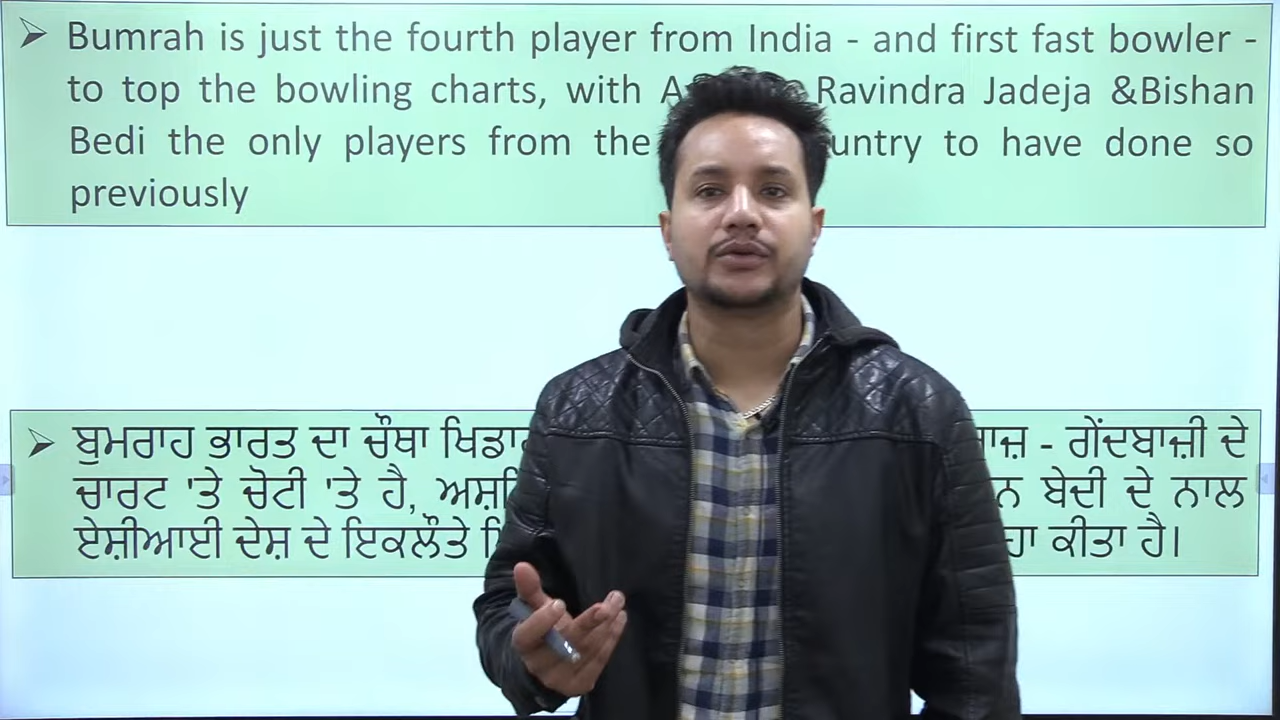 Bumrah is just the fourth player from India - and first fast bowler -
to top the bowling charts, with Ravindra Jadeja &Bishan
Bedi the only players from the to have done so
previously
ਬੁਮਰਾਹ ਭਾਰਤ ਦਾ ਚੌਥਾ - ਗੇਂਦਬਾਜ਼ੀ ਦੇ
ਚਾਰਟ 'ਤੇ ਚੋਟੀ 'ਤੇ ਹੈ, ਬੇਦੀ ਦੇ ਨਾਲ
ਏਸ਼ੀਆਈ ਦੇਸ਼ ਦੇ ਇਕਲੌਤੇ ਕੀਤਾ ਹੈ।